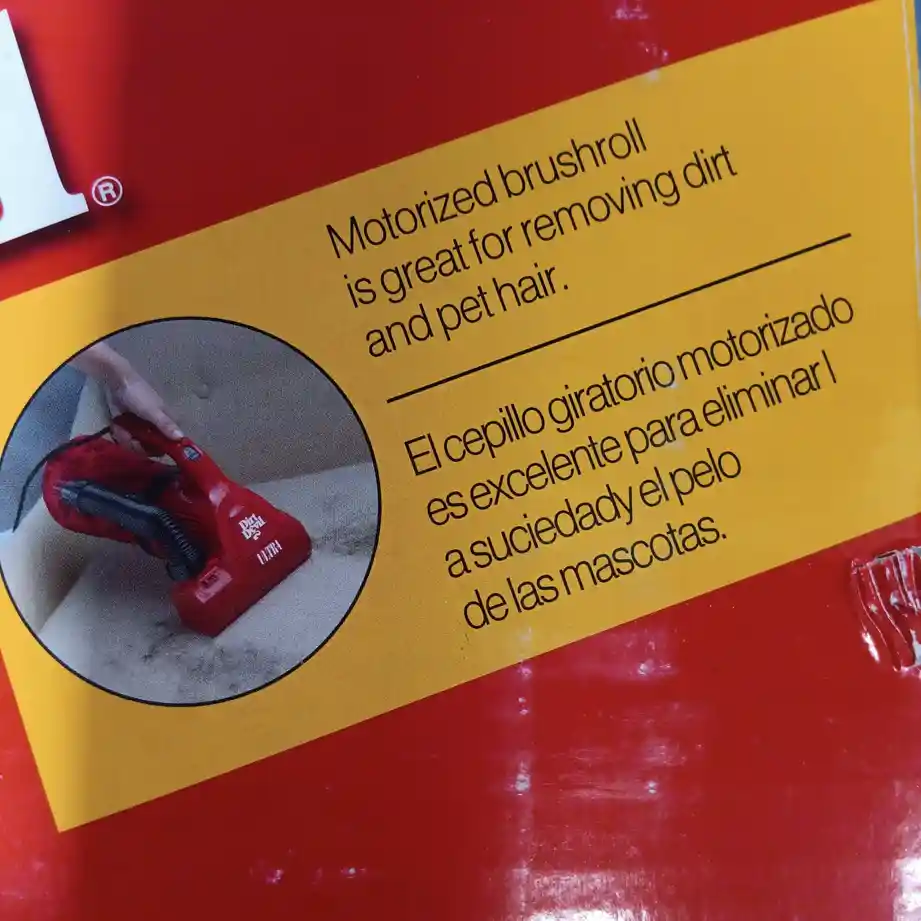 ®
Motorized brushroll
is great for removing dirt
and pet hair.
El cepillo giratorio motorizado
es excelente para eliminar l
a suciedad y el pelo
de las mascotas.
Dirt
Devil
ULTRA